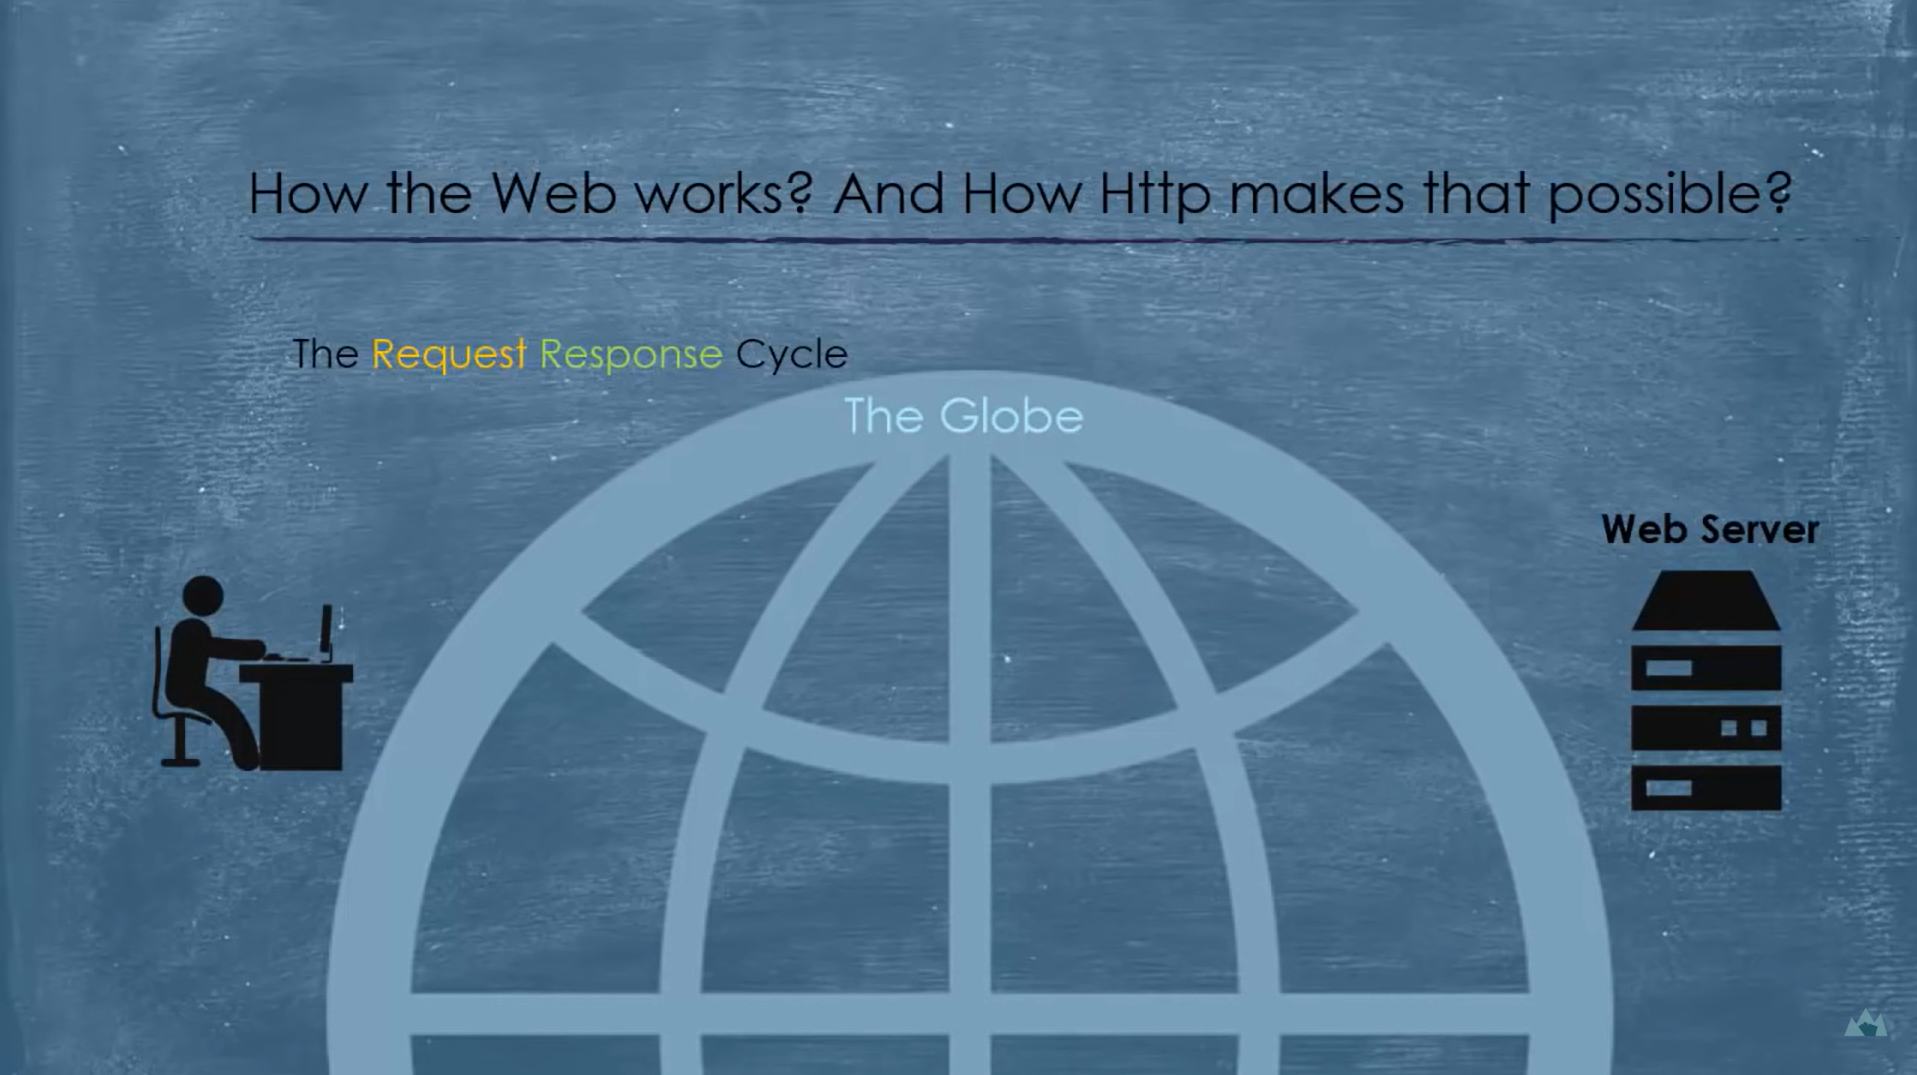 How the Web works? And How Http makes that possible?
The Request Response Cycle
The Globe
Web Server